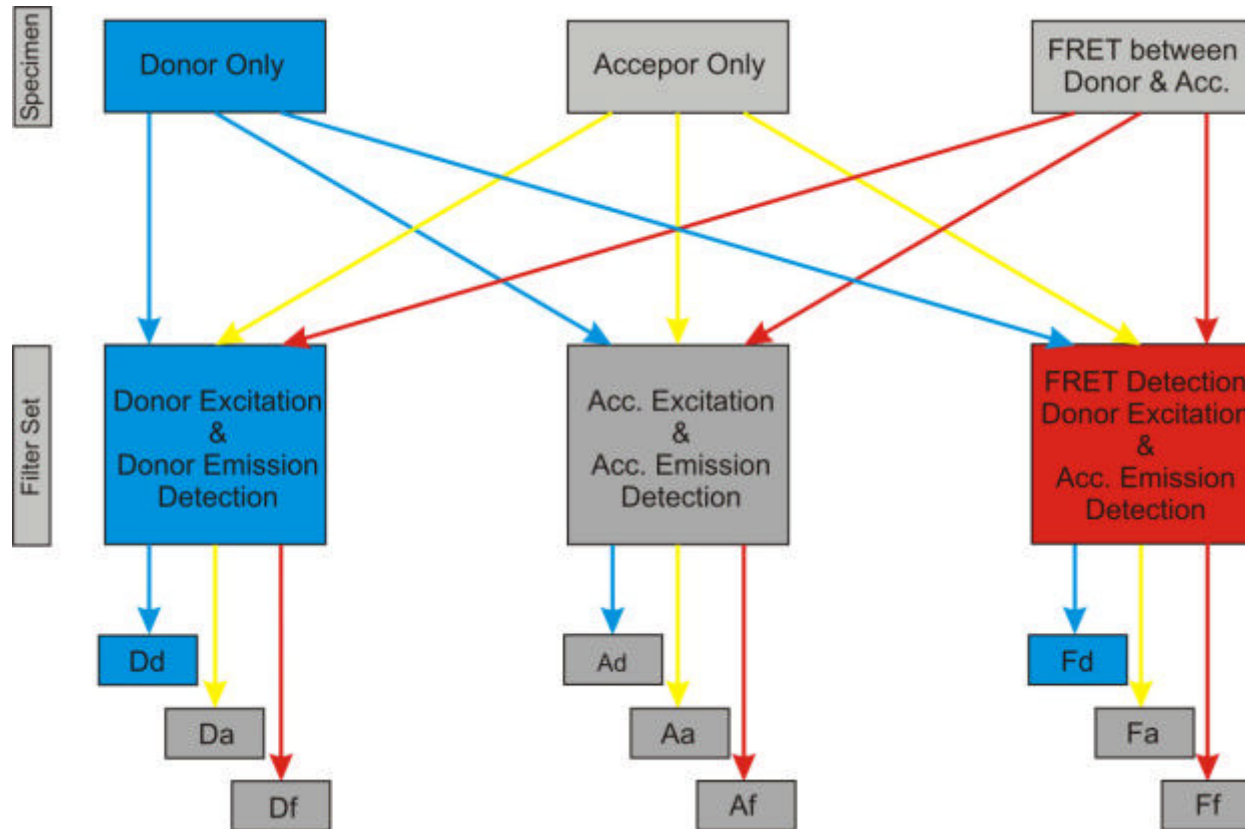 Specimen
Donor Only
Accepor Only
FRET between
Donor & Acc.
Filter Set
Donor Excitation
&
Donor Emission
Detection
Acc. Excitation
&
Acc. Emission
Detection
FRET Detection
Donor Excitation
&
Acc. Emission
Detection
Dd
Ad
Fd
Da
Aa
Fa
Df
Af
Ff